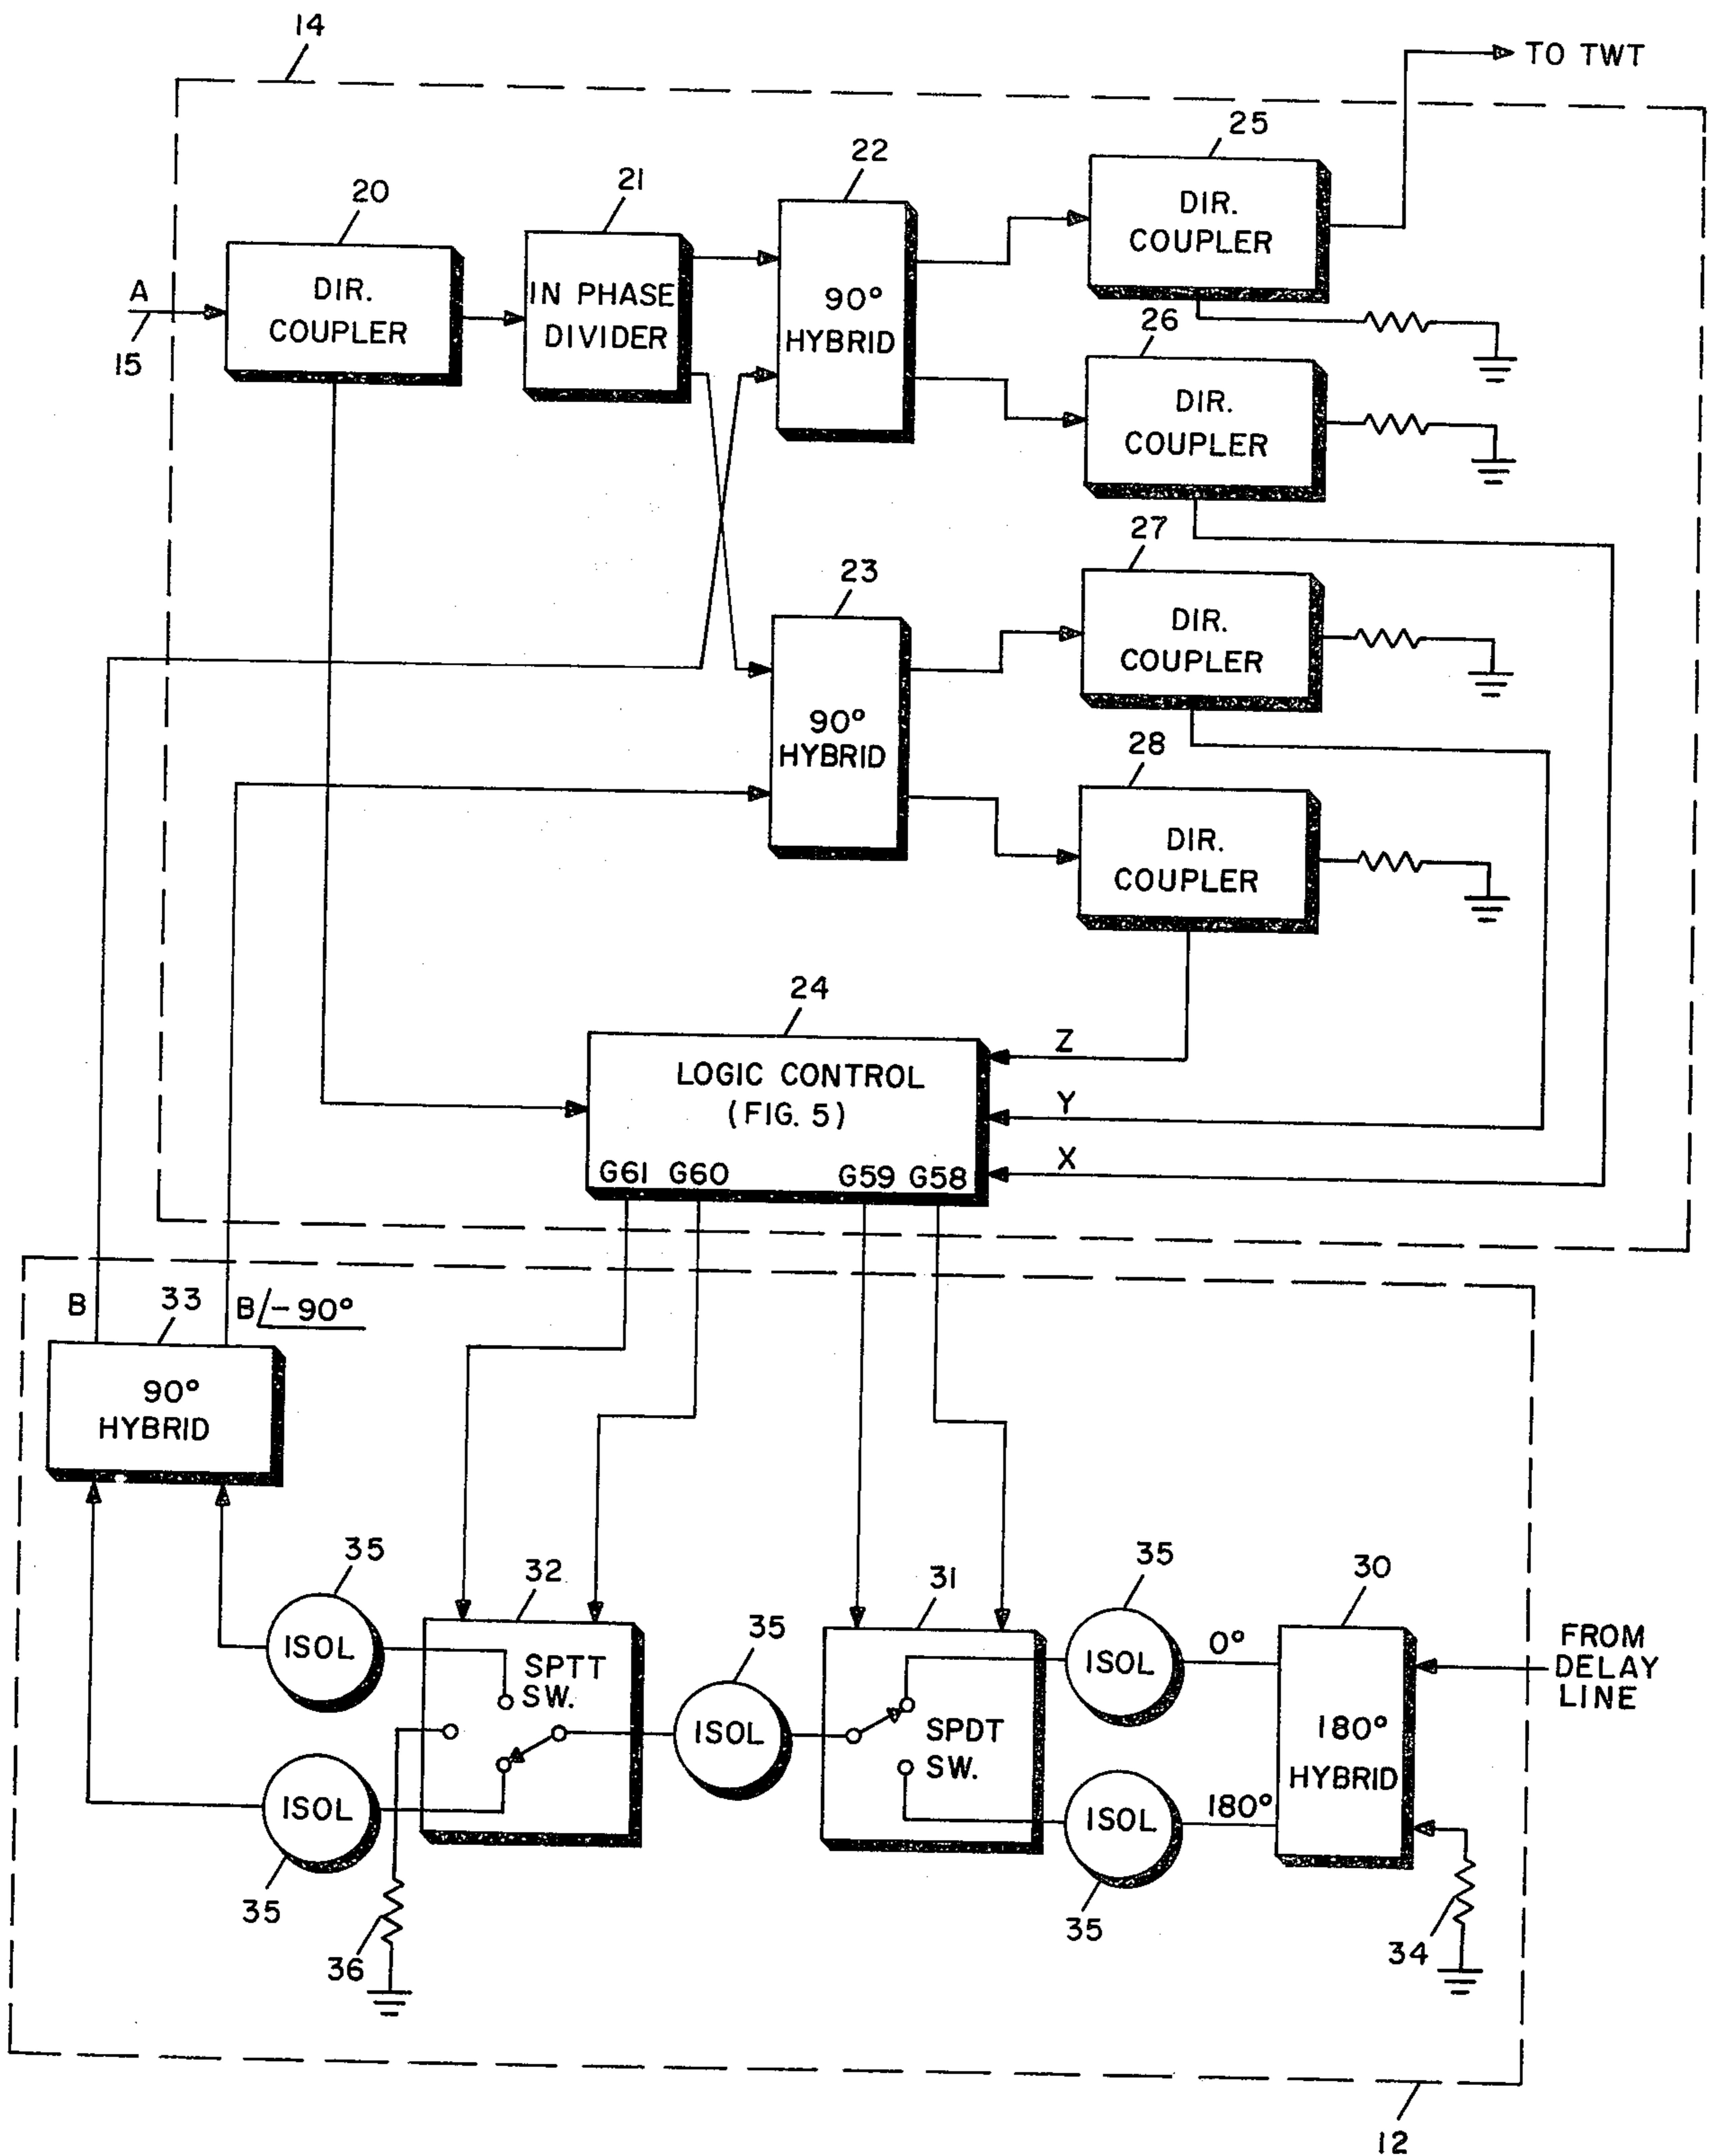 14
TO TWT
25
22
21
20
DIR.
COUPLER
IN PHASE
DIVIDER
90°
HYBRID
DIR.
COUPLER
A
15
26
DIR.
COUPLER
27
23
DIR.
COUPLER
90°
HYBRID
28
DIR.
COUPLER
24
LOGIC CONTROL
(FIG. 5)
Z
Y
X
G61 G60 G59 G58
B
33
B/-90°
90°
HYBRID
35
32
SPTT
SW.
ISOL
35
ISOL
31
SPDT
SW.
35
ISOL
0°
30
180°
HYBRID
FROM
DELAY
LINE
ISOL
35
36
ISOL
180°
35
34
12